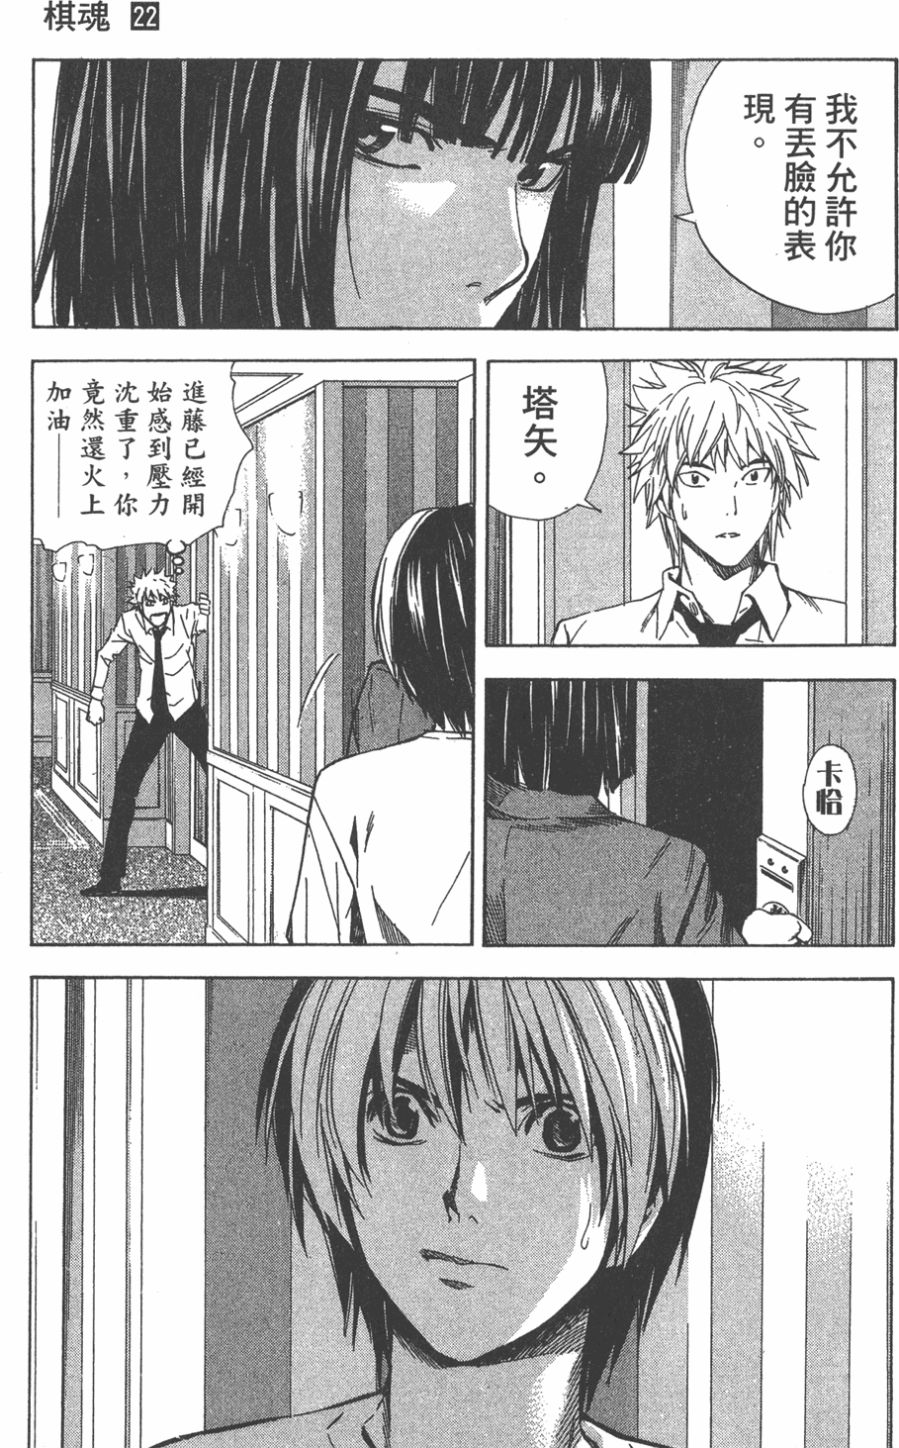 棋魂 22
我不允許你
有丟臉的表
現。
塔矢。
進藤已經開
始感到壓力
沈重了，你
竟然還火上
加油——
卡恰